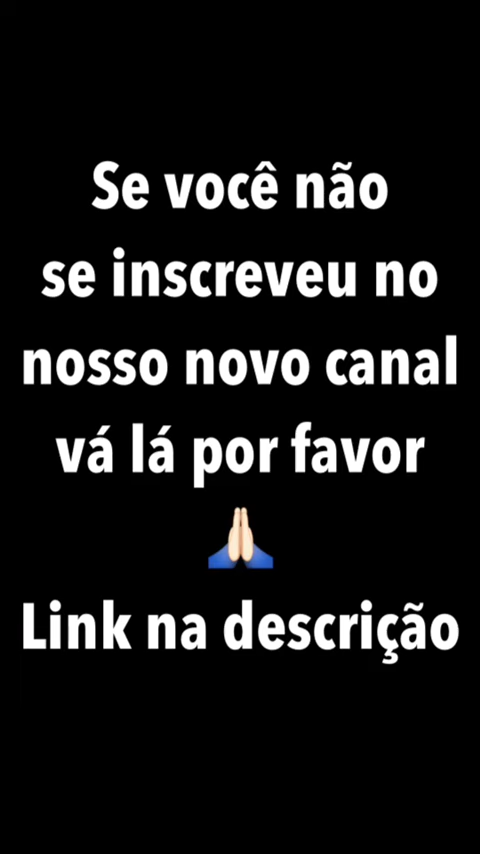 Se você não
se inscreveu no
nosso novo canal
vá lá por favor
🙏🏻
Link na descrição